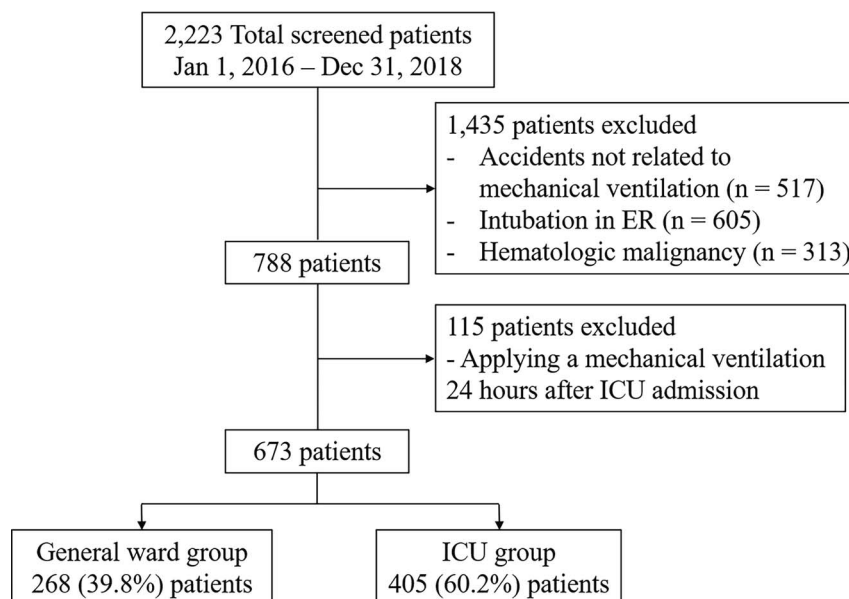 2,223 Total screened patients
Jan 1, 2016 – Dec 31, 2018
1,435 patients excluded
- Accidents not related to
mechanical ventilation (n = 517)
- Intubation in ER (n = 605)
- Hematologic malignancy (n = 313)
788 patients
115 patients excluded
- Applying a mechanical ventilation
24 hours after ICU admission
673 patients
General ward group
268 (39.8%) patients
ICU group
405 (60.2%) patients